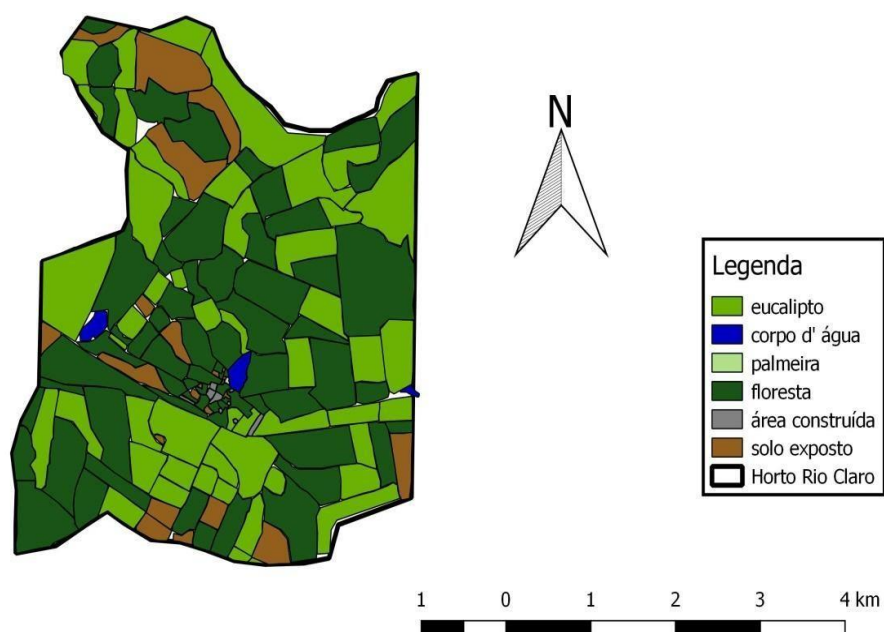 N
Legenda
eucalipto
corpo d' água
palmeira
floresta
área construída
solo exposto
Horto Rio Claro
1 0 1 2 3 4 km